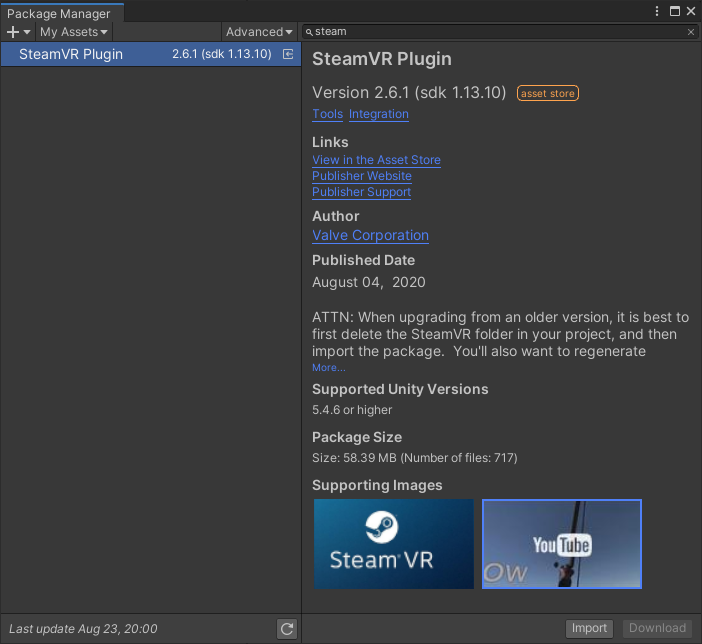 Package Manager
My Assets
Advanced
steam
SteamVR Plugin 2.6.1 (sdk 1.13.10)
SteamVR Plugin
Version 2.6.1 (sdk 1.13.10) asset store
Tools Integration
Links
View in the Asset Store
Publisher Website
Publisher Support
Author
Valve Corporation
Published Date
August 04,  2020
ATTN: When upgrading from an older version, it is best to
first delete the SteamVR folder in your project, and then
import the package.  You'll also want to regenerate
More...
Supported Unity Versions
5.4.6 or higher
Package Size
Size: 58.39 MB (Number of files: 717)
Supporting Images
Steam®VR
YouTube
Ow
Last update Aug 23, 20:00
Import Download